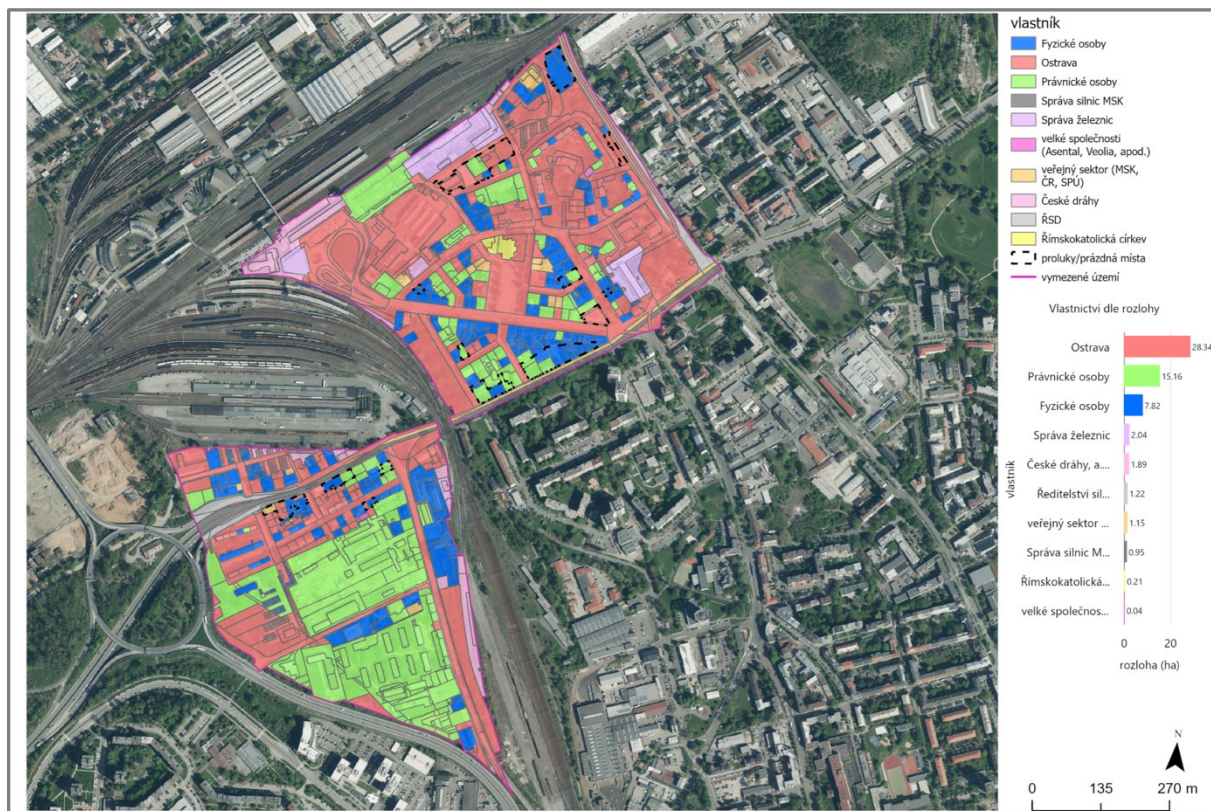 vlastník
Fyzické osoby
Ostrava
Právnické osoby
Správa silnic MSK
Správa železnic
velké společnosti
(Asental, Veolia, apod.)
veřejný sektor (MSK,
ČR, SPÚ)
České dráhy
ŘSD
Římskokatolická církev
proluky/prázdná místa
vymezené území
Vlastnictví dle rozlohy
vlastník
Ostrava 28.34
Právnické osoby 15.16
Fyzické osoby 7.82
Správa železnic 2.04
České dráhy, a.... 1.89
Ředitelství sil... 1.22
veřejný sektor ... 1.15
Správa silnic M... 0.95
Římskokatolická... 0.21
velké společnos... 0.04
0 20
rozloha (ha)
N
0 135 270 m